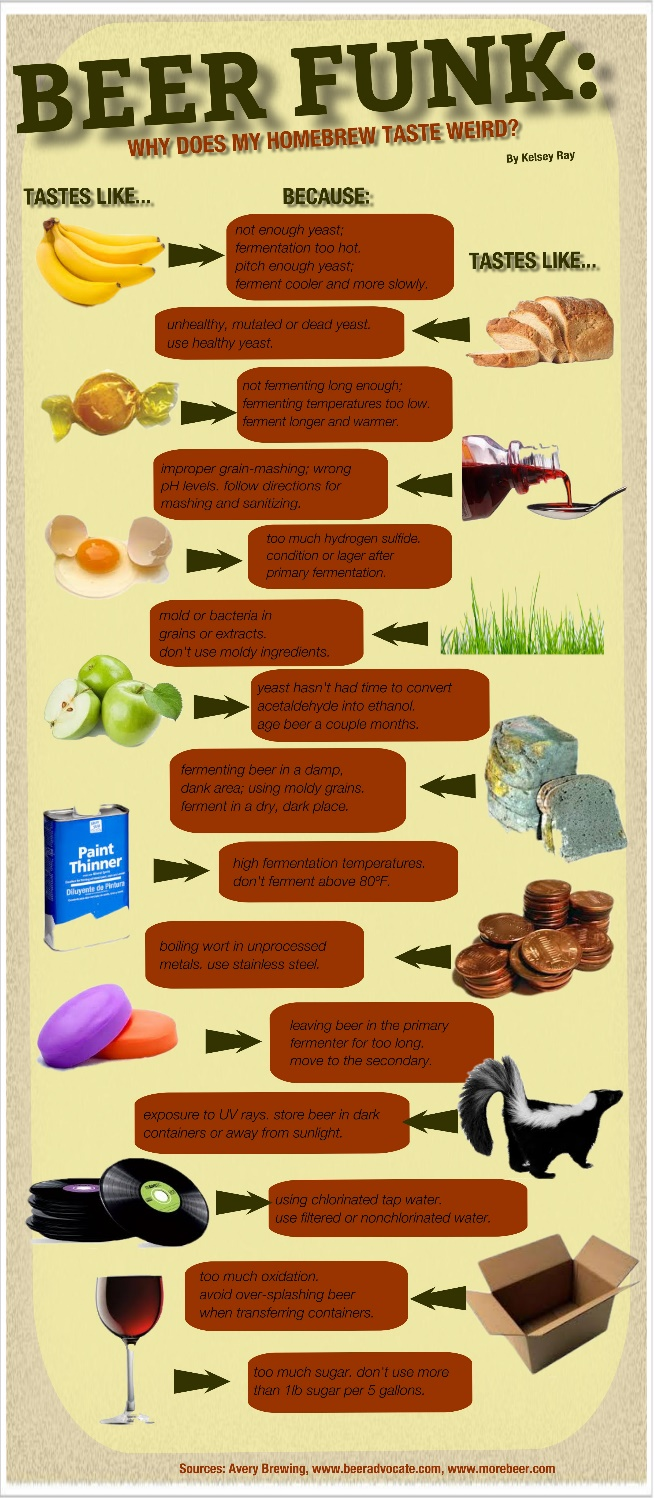 BEER FUNK:
WHY DOES MY HOMEBREW TASTE WEIRD?
By Kelsey Ray
TASTES LIKE...
BECAUSE:
TASTES LIKE...
not enough yeast;
fermentation too hot.
pitch enough yeast;
ferment cooler and more slowly.
unhealthy, mutated or dead yeast.
use healthy yeast.
not fermenting long enough;
fermenting temperatures too low.
ferment longer and warmer.
improper grain-mashing; wrong
pH levels. follow directions for
mashing and sanitizing.
too much hydrogen sulfide.
condition or lager after
primary fermentation.
mold or bacteria in
grains or extracts.
don't use moldy ingredients.
yeast hasn't had time to convert
acetaldehyde into ethanol.
age beer a couple months.
fermenting beer in a damp,
dank area; using moldy grains.
ferment in a dry, dark place.
Paint
Thinner
Diluyente de Pintura
high fermentation temperatures.
don't ferment above 80°F.
boiling wort in unprocessed
metals. use stainless steel.
leaving beer in the primary
fermenter for too long.
move to the secondary.
exposure to UV rays. store beer in dark
containers or away from sunlight.
using chlorinated tap water.
use filtered or nonchlorinated water.
too much oxidation.
avoid over-splashing beer
when transferring containers.
too much sugar. don't use more
than 1lb sugar per 5 gallons.
Sources: Avery Brewing, www.beeradvocate.com, www.morebeer.com